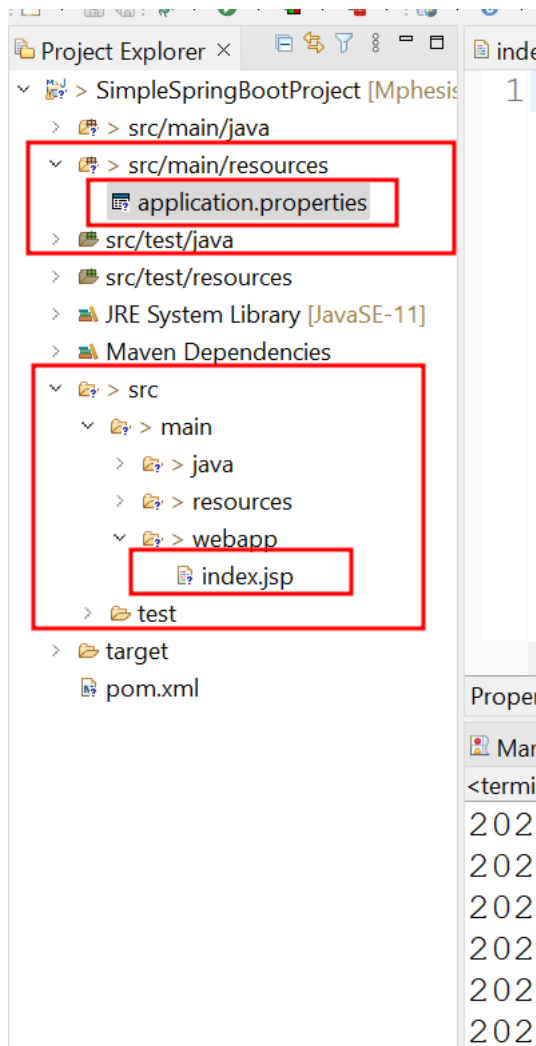 Project Explorer ×
> SimpleSpringBootProject [Mphesis
> src/main/java
> src/main/resources
application.properties
src/test/java
src/test/resources
JRE System Library [JavaSE-11]
Maven Dependencies
> src
> main
> java
> resources
> webapp
index.jsp
test
target
pom.xml
inde
1
Proper
Mar
<termi
202
202
202
202
202
202